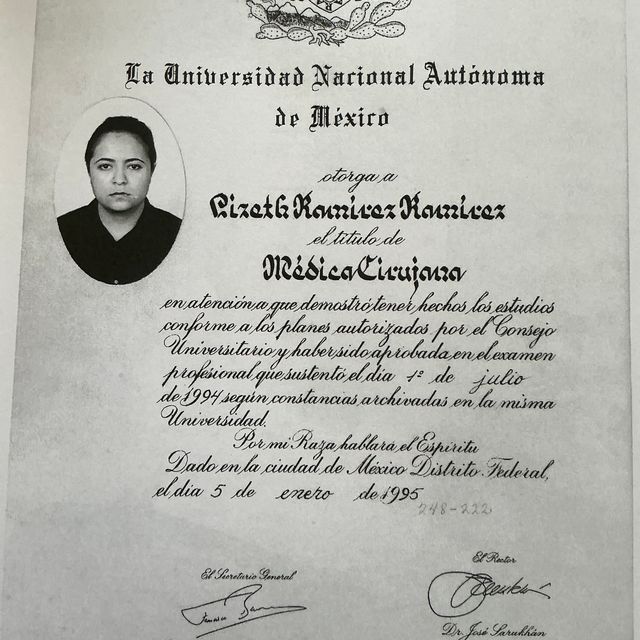 La Universidad Nacional Autónoma
de México
otorga a
Lizeth Ramírez Ramírez
el título de
Médica Cirujana
en atención a que demostró tener hechos los estudios
conforme a los planes autorizados por el Consejo
Universitario y haber sido aprobada en el examen
profesional que sustentó el día 1º de julio
de 1994 según constancias archivadas en la misma
Universidad.
Por mi Raza hablará el Espíritu
Dado en la ciudad de México Distrito Federal,
el día 5 de enero de 1995
248-222
El Secretario General
El Rector
Dr. José Sarukhán